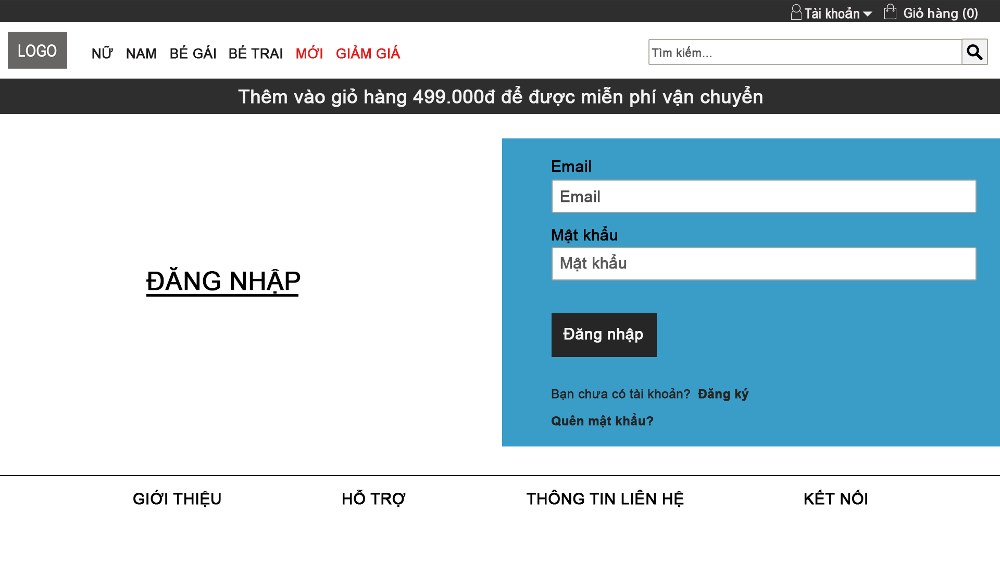 Tài khoản Giỏ hàng (0)
LOGO NỮ NAM BÉ GÁI BÉ TRAI MỚI GIẢM GIÁ Tìm kiếm...
Thêm vào giỏ hàng 499.000đ để được miễn phí vận chuyển
ĐĂNG NHẬP
Email
Email
Mật khẩu
Mật khẩu
Đăng nhập
Bạn chưa có tài khoản? Đăng ký
Quên mật khẩu?
GIỚI THIỆU HỖ TRỢ THÔNG TIN LIÊN HỆ KẾT NỐI